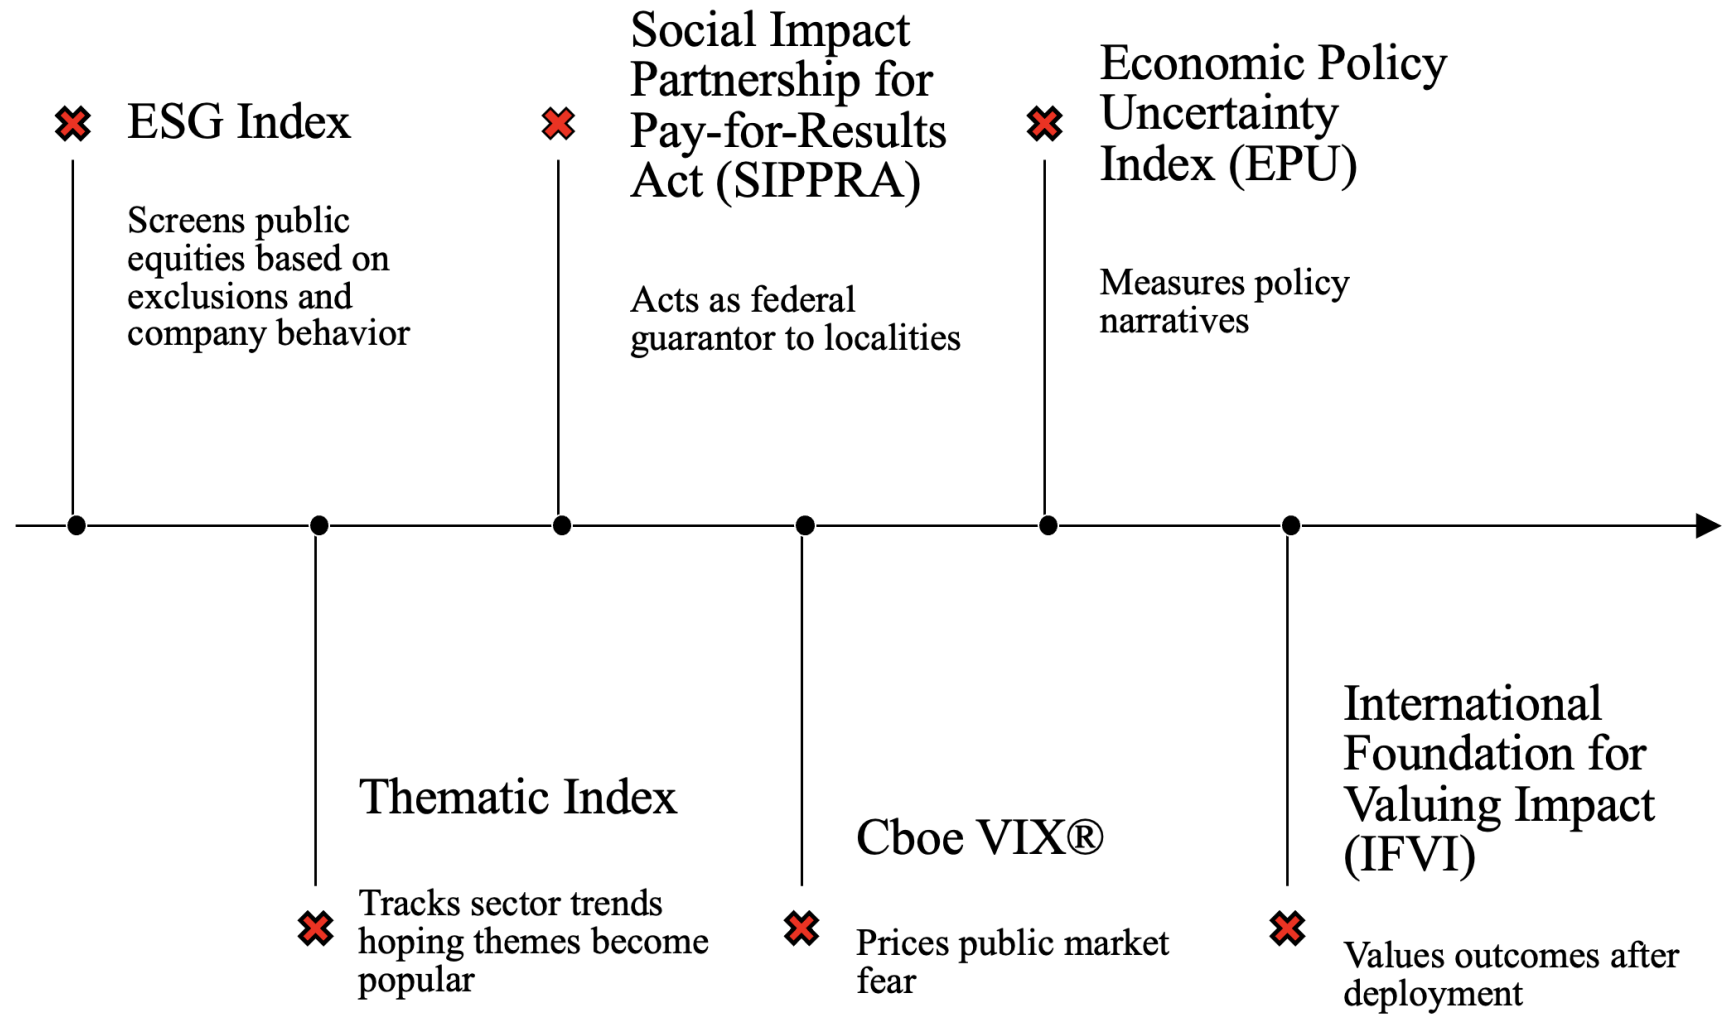 ESG Index
Screens public
equities based on
exclusions and
company behavior
Social Impact
Partnership for
Pay-for-Results
Act (SIPPRA)
Acts as federal
guarantor to localities
Economic Policy
Uncertainty
Index (EPU)
Measures policy
narratives
Thematic Index
Tracks sector trends
hoping themes become
popular
Cboe VIX®
Prices public market
fear
International
Foundation for
Valuing Impact
(IFVI)
Values outcomes after
deployment